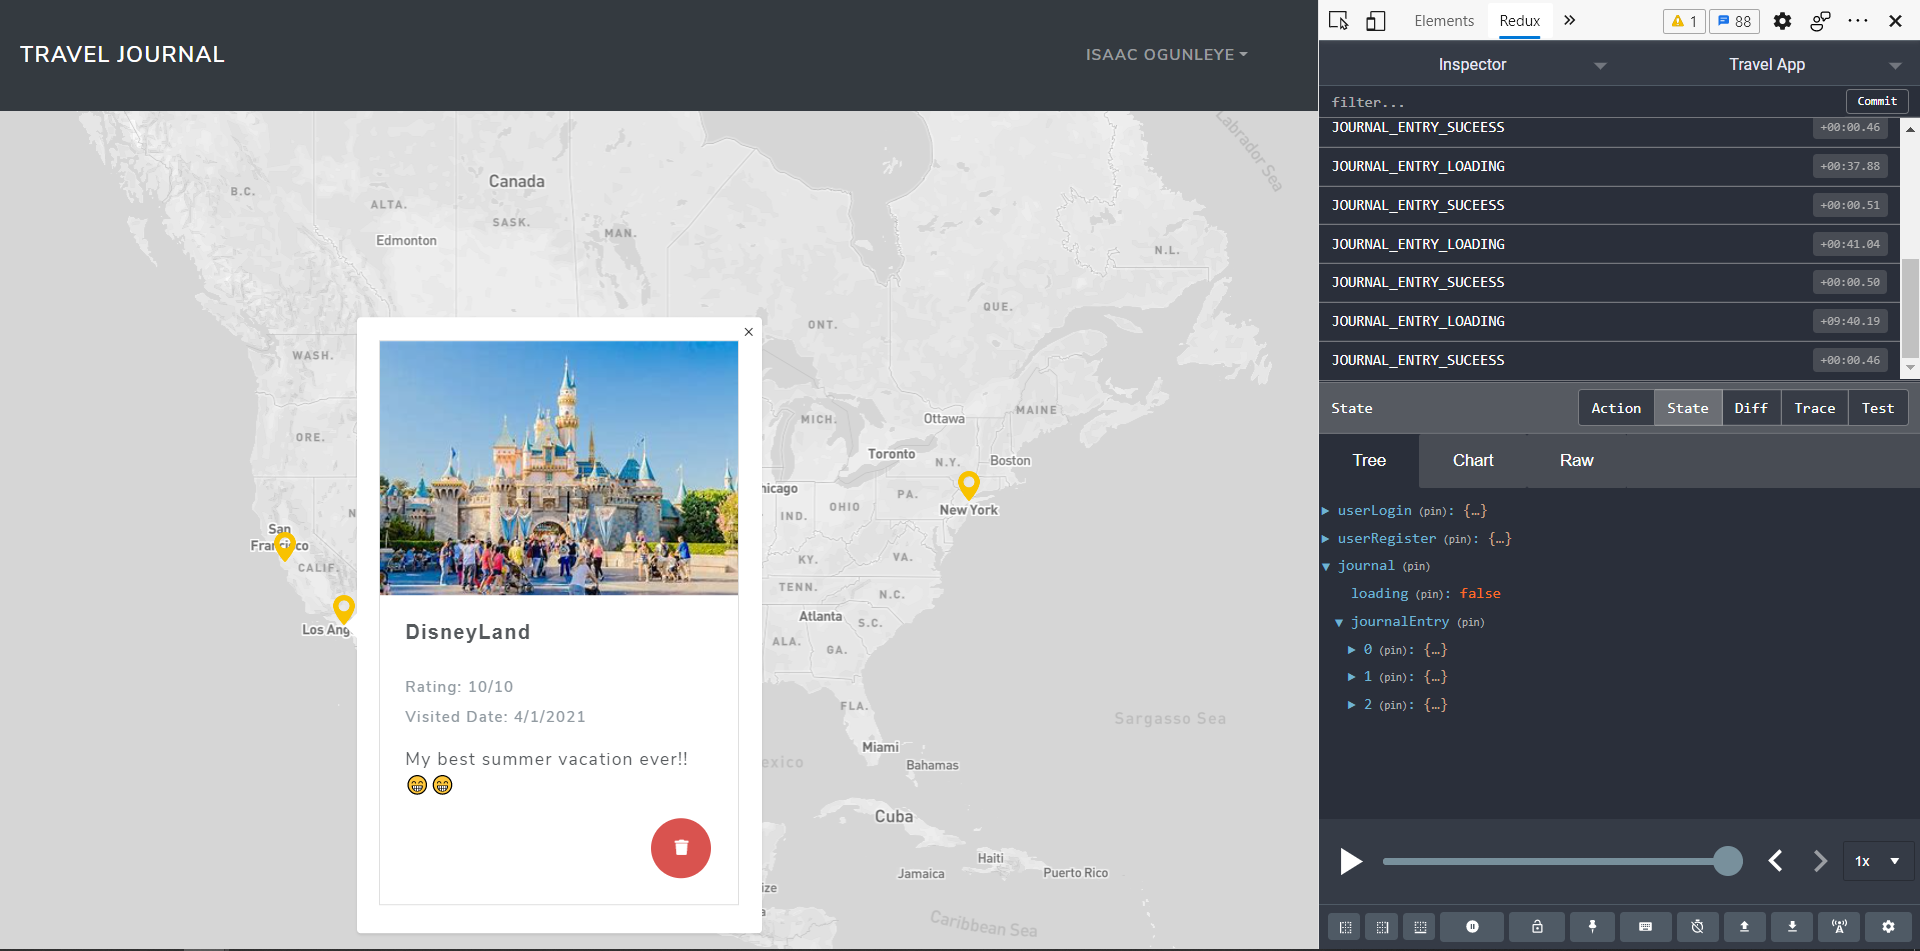 TRAVEL JOURNAL
ISAAC OGUNLEYE
Labrador Sea
Canada
B.C.
ALTA.
SASK.
MAN.
Edmonton
N.L.
QUE.
ONT.
WASH.
MICH.
Ottawa
MAINE
ORE.
Toronto
N.Y.
Boston
hicago
PA.
OHIO
New York
N
IND.
San
Francisco
CALIF.
KY.
VA.
TENN.
N.C.
Los Ang
Atlanta
S.C.
ALA.
GA.
FLA.
Sargasso Sea
Miami
exico
Bahamas
Cuba
Haiti
Jamaica
Puerto Rico
ize
a
Caribbean Sea
×
DisneyLand
Rating: 10/10
Visited Date: 4/1/2021
My best summer vacation ever!!
😁😁
Elements
Redux
1
88
Inspector
Travel App
filter...
Commit
JOURNAL_ENTRY_SUCEESS +00:00.46
JOURNAL_ENTRY_LOADING +00:37.88
JOURNAL_ENTRY_SUCEESS +00:00.51
JOURNAL_ENTRY_LOADING +00:41.04
JOURNAL_ENTRY_SUCEESS +00:00.50
JOURNAL_ENTRY_LOADING +09:40.19
JOURNAL_ENTRY_SUCEESS +00:00.46
State
Action State Diff Trace Test
Tree Chart Raw
userLogin (pin): {…}
userRegister (pin): {…}
journal (pin)
loading (pin): false
journalEntry (pin)
0 (pin): {…}
1 (pin): {…}
2 (pin): {…}
1x